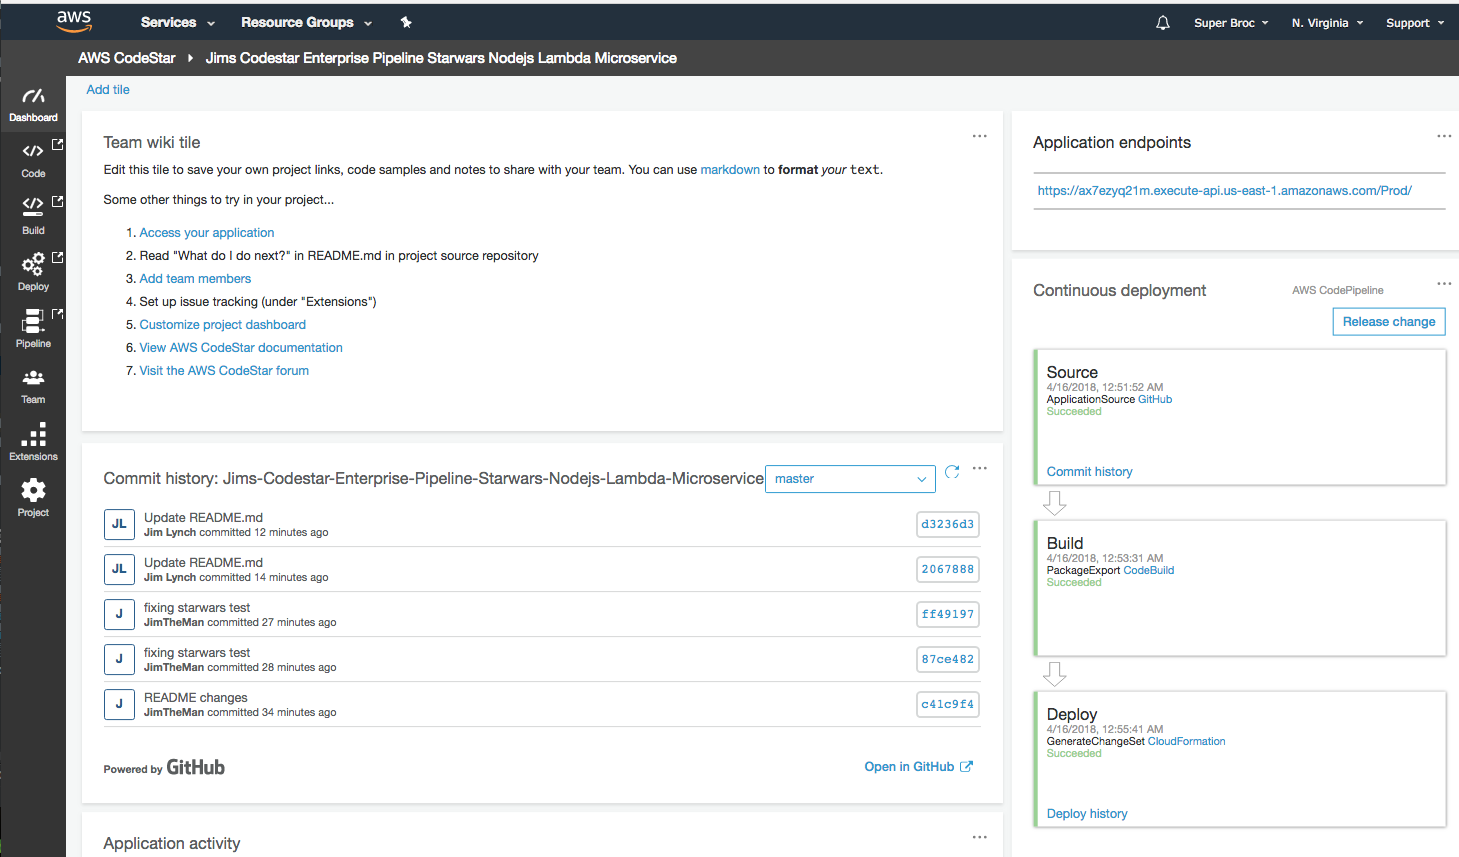 aws Services Resource Groups Super Broc N. Virginia Support
AWS CodeStar Jims Codestar Enterprise Pipeline Starwars Nodejs Lambda Microservice
Dashboard
Code
Build
Deploy
Pipeline
Team
Extensions
Project
Add tile
Team wiki tile
Edit this tile to save your own project links, code samples and notes to share with your team. You can use markdown to format your text.
Some other things to try in your project...
1. Access your application
2. Read "What do I do next?" in README.md in project source repository
3. Add team members
4. Set up issue tracking (under "Extensions")
5. Customize project dashboard
6. View AWS CodeStar documentation
7. Visit the AWS CodeStar forum
Commit history: Jims-Codestar-Enterprise-Pipeline-Starwars-Nodejs-Lambda-Microservice master
JL Update README.md
Jim Lynch committed 12 minutes ago d3236d3
JL Update README.md
Jim Lynch committed 14 minutes ago 2067888
J fixing starwars test
JimTheMan committed 27 minutes ago ff49197
J fixing starwars test
JimTheMan committed 28 minutes ago 87ce482
J README changes
JimTheMan committed 34 minutes ago c41c9f4
Powered by GitHub Open in GitHub
Application activity
Application endpoints
https://ax7ezyq21m.execute-api.us-east-1.amazonaws.com/Prod/
Continuous deployment AWS CodePipeline
Release change
Source
4/16/2018, 12:51:52 AM
ApplicationSource GitHub
Succeeded
Commit history
Build
4/16/2018, 12:53:31 AM
PackageExport CodeBuild
Succeeded
Deploy
4/16/2018, 12:55:41 AM
GenerateChangeSet CloudFormation
Succeeded
Deploy history